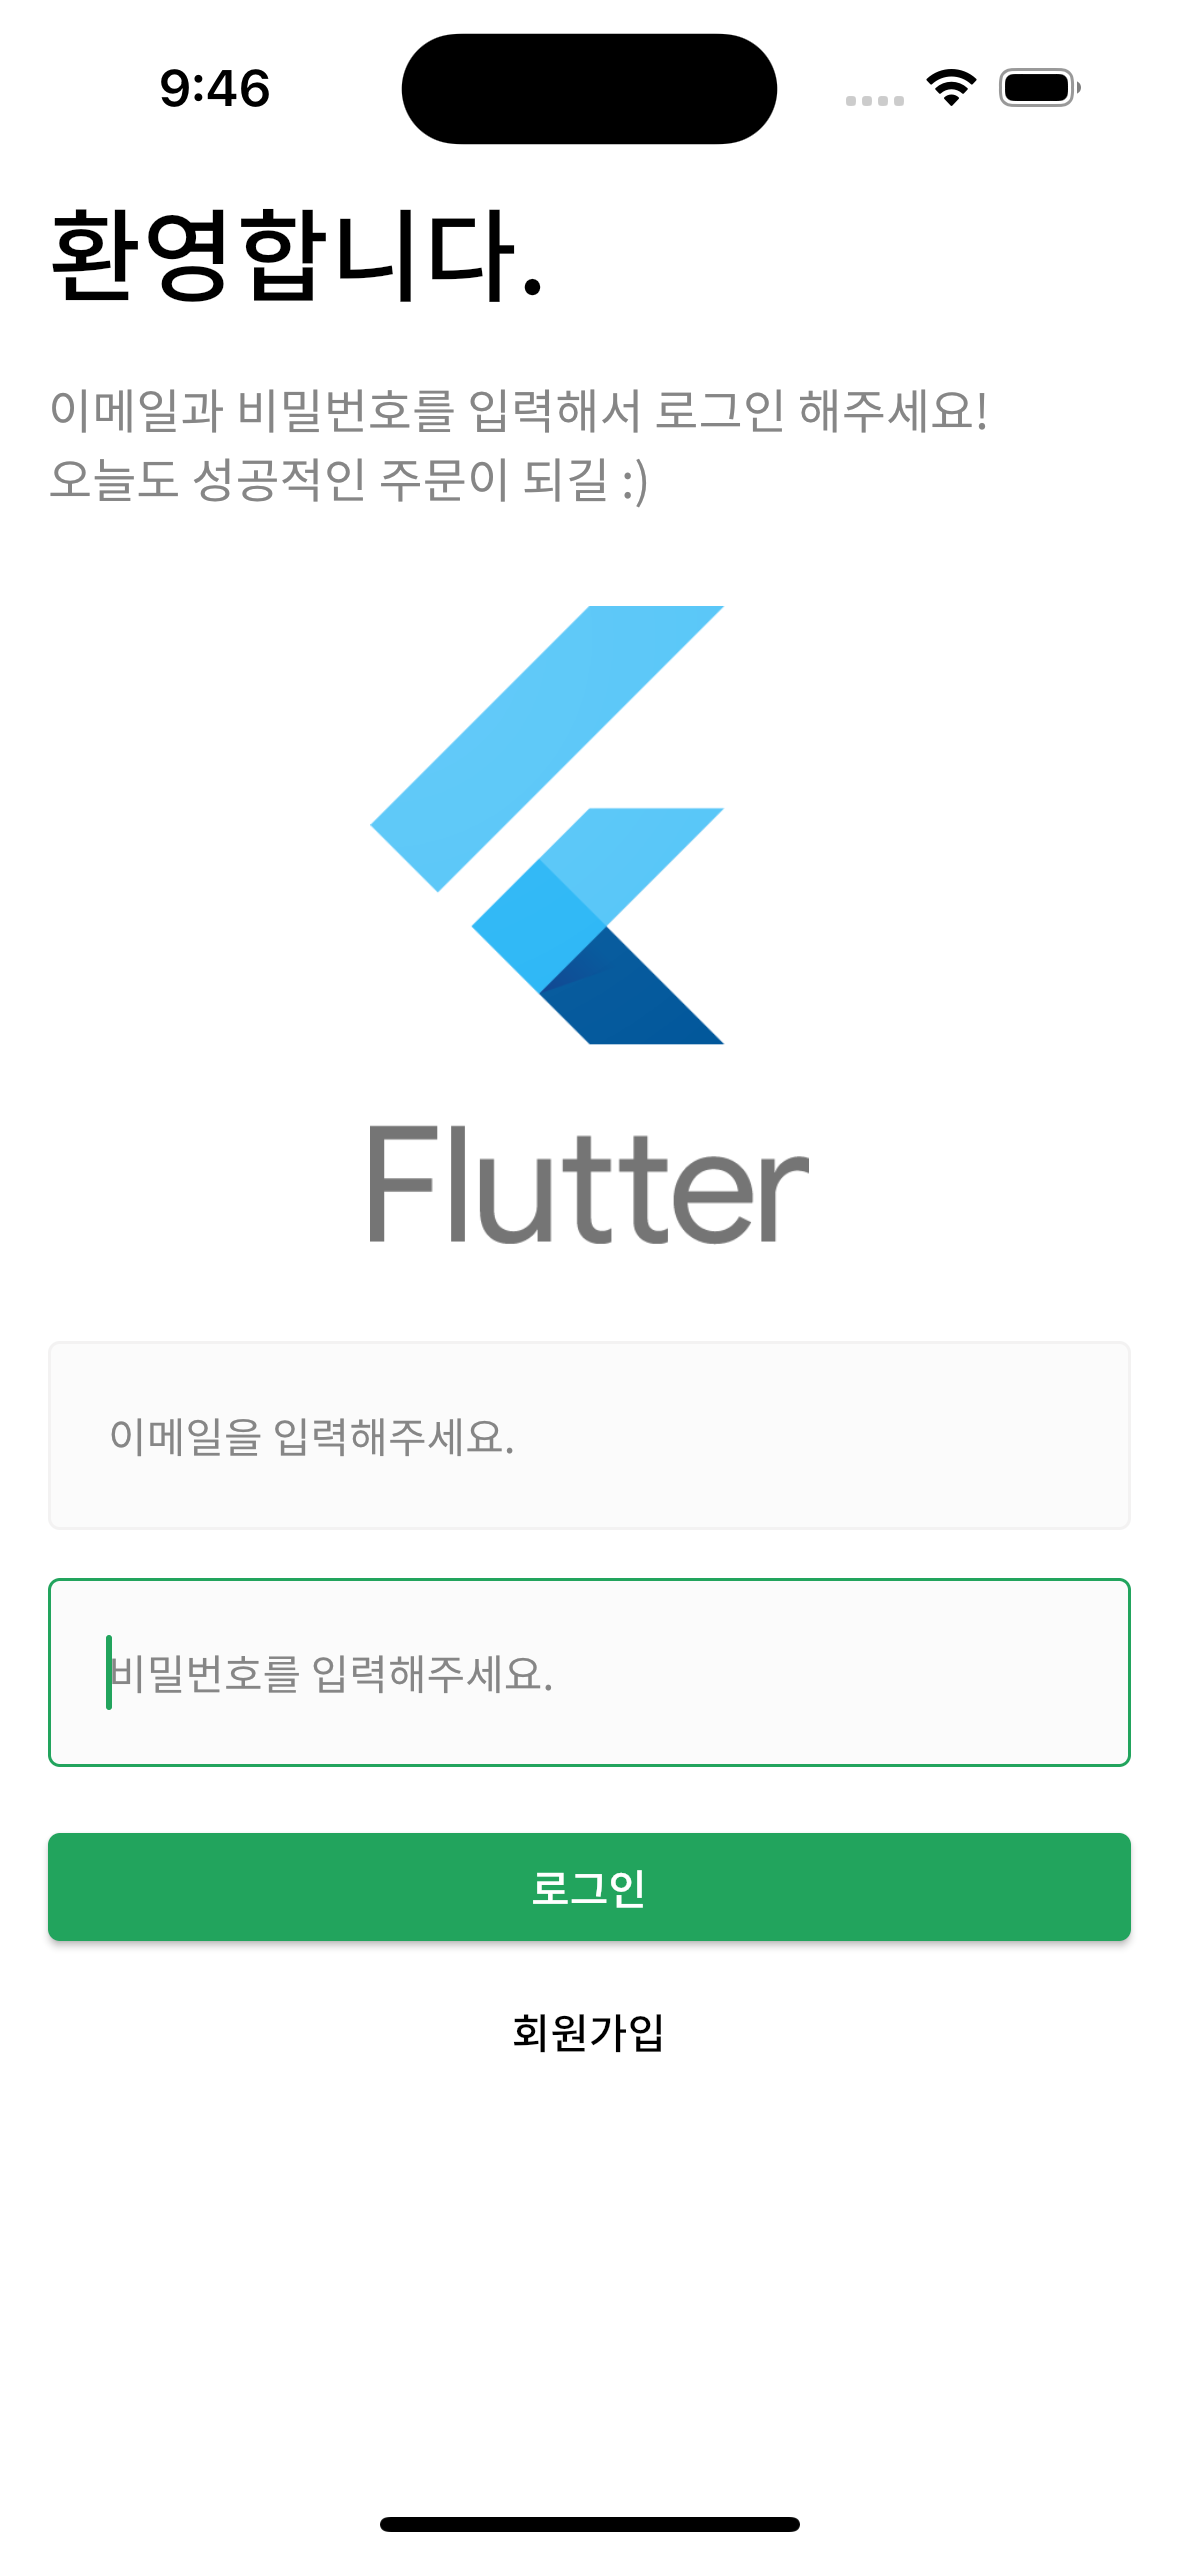 9:46
환영합니다.
이메일과 비밀번호를 입력해서 로그인 해주세요!
오늘도 성공적인 주문이 되길 :)
Flutter
이메일을 입력해주세요.
비밀번호를 입력해주세요.
로그인
회원가입